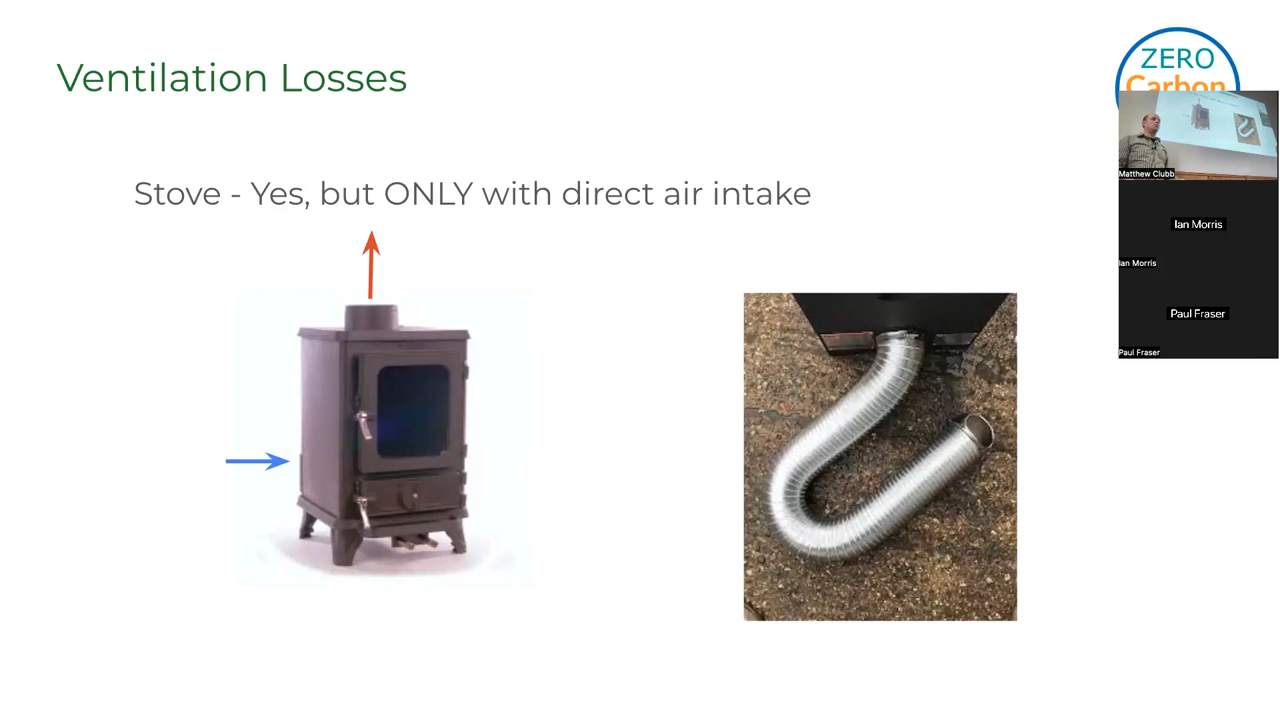 Ventilation Losses
ZERO
Carbon
Stove - Yes, but ONLY with direct air intake
Matthew Clubb
Ian Morris
Ian Morris
Paul Fraser
Paul Fraser